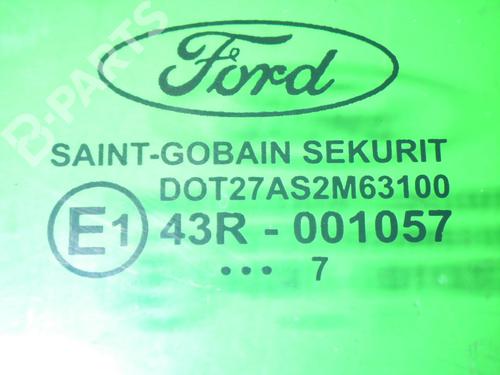 B-PARTS
Ford
SAINT-GOBAIN SEKURIT
DOT27AS2M63100
E1 43R - 001057
... 7